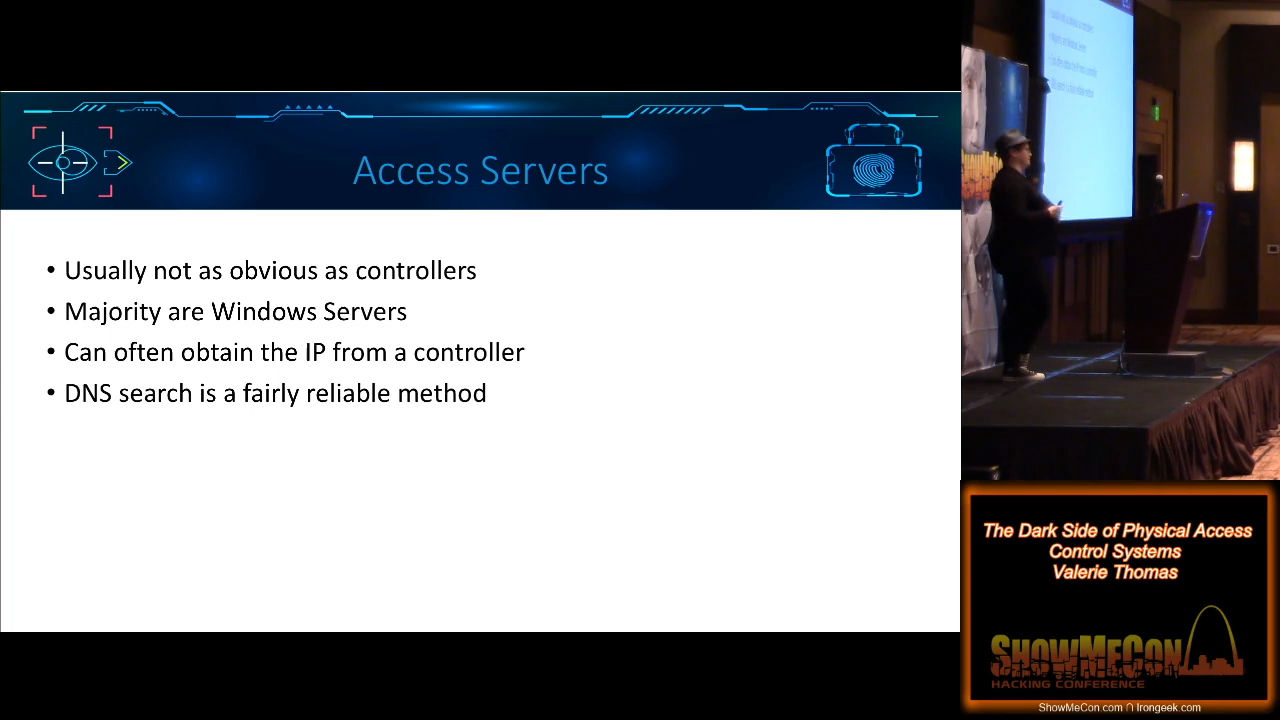 Access Servers
• Usually not as obvious as controllers
• Majority are Windows Servers
• Can often obtain the IP from a controller
• DNS search is a fairly reliable method
The Dark Side of Physical Access
Control Systems
Valerie Thomas
SHOWMECON
HACKING CONFERENCE
ShowMeCon.com ∩ Irongeek.com